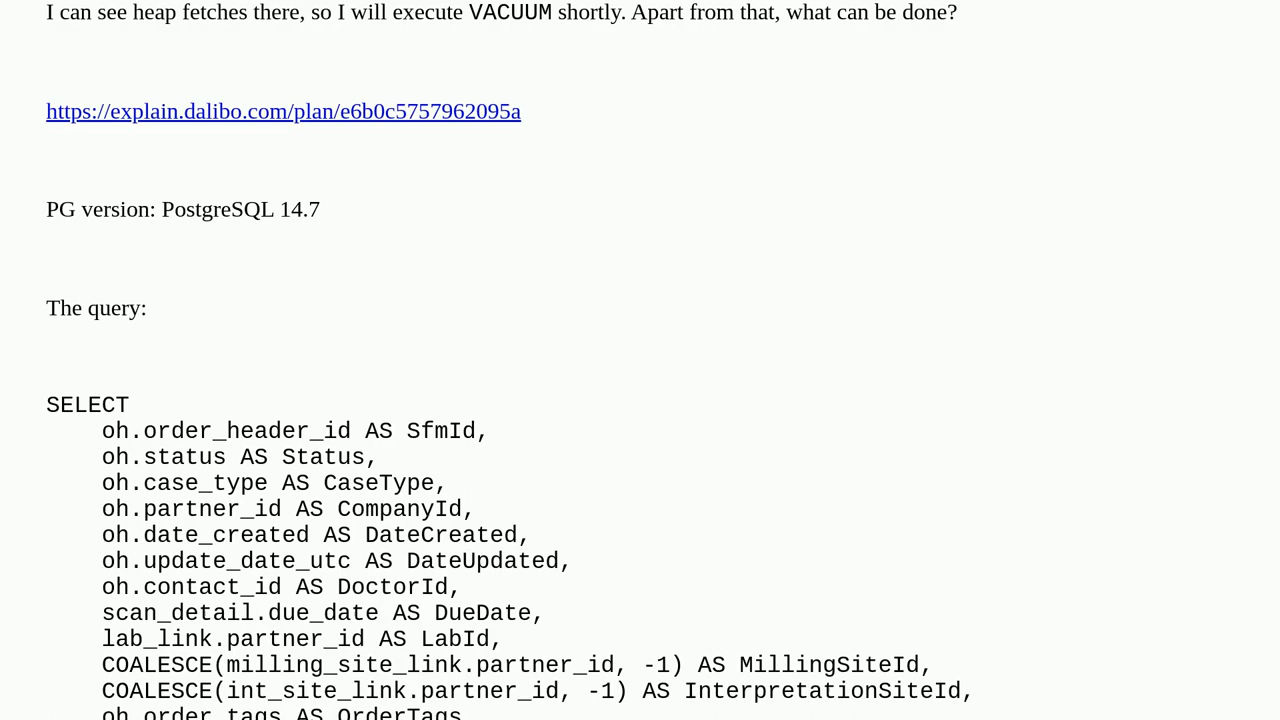 I can see heap fetches there, so I will execute VACUUM shortly. Apart from that, what can be done?
https://explain.dalibo.com/plan/e6b0c5757962095a
PG version: PostgreSQL 14.7
The query:
SELECT
oh.order_header_id AS SfmId,
oh.status AS Status,
oh.case_type AS CaseType,
oh.partner_id AS CompanyId,
oh.date_created AS DateCreated,
oh.update_date_utc AS DateUpdated,
oh.contact_id AS DoctorId,
scan_detail.due_date AS DueDate,
lab_link.partner_id AS LabId,
COALESCE(milling_site_link.partner_id, -1) AS MillingSiteId,
COALESCE(int_site_link.partner_id, -1) AS InterpretationSiteId,
oh.order_tags AS OrderTags